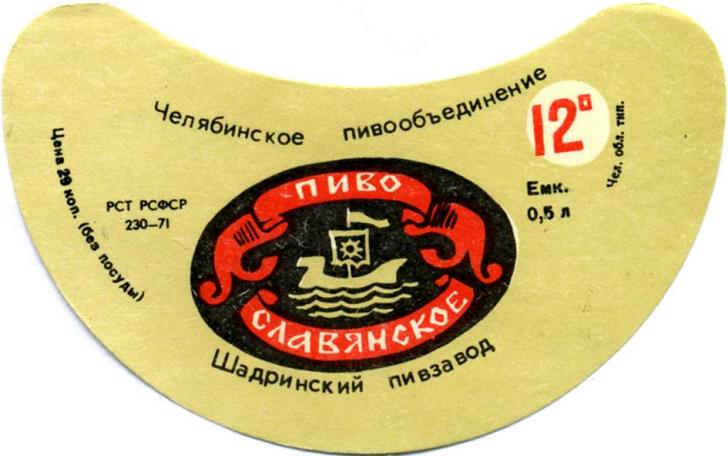 Челябинское пивообъединение
12°
Емк.
0,5 л
Чел. обл. тип.
Цена 29 коп. (без посуды)
РСТ РСФСР
230—71
ПИВО
СЛАВЯНСКОЕ
Шадринский пивзавод